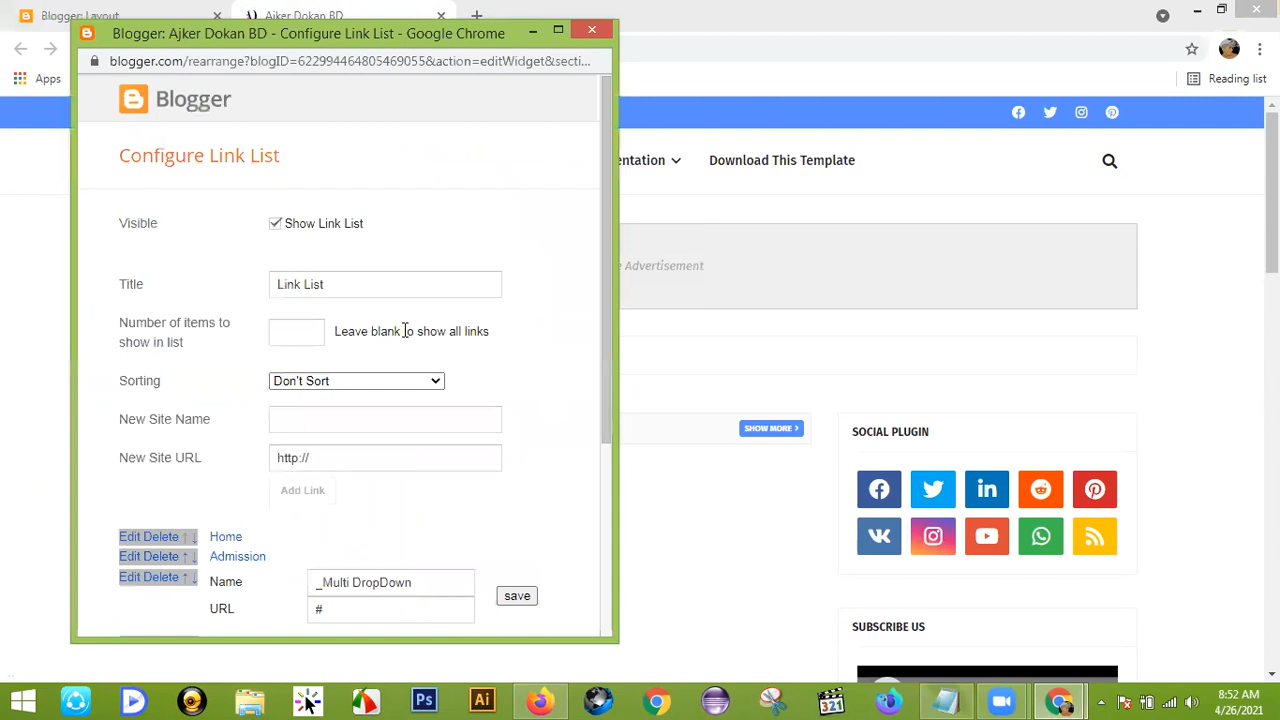 Blogger: Layout
Ajker Dokan BD
Blogger: Ajker Dokan BD - Configure Link List - Google Chrome
blogger.com/rearrange?blogID=622994464805469055&action=editWidget&secti...
Apps
Reading list
Blogger
Configure Link List
entation
Download This Template
Visible
Show Link List
Title
Link List
Advertisement
Number of items to
show in list
Leave blank to show all links
Sorting
Don't Sort
New Site Name
New Site URL
http://
Add Link
SHOW MORE
SOCIAL PLUGIN
Edit Delete ↑ ↓ Home
Edit Delete ↑ ↓ Admission
Edit Delete ↑ ↓
Name
_Multi DropDown
URL
#
save
SUBSCRIBE US
Ps
Ai
321
8:52 AM
4/26/2021